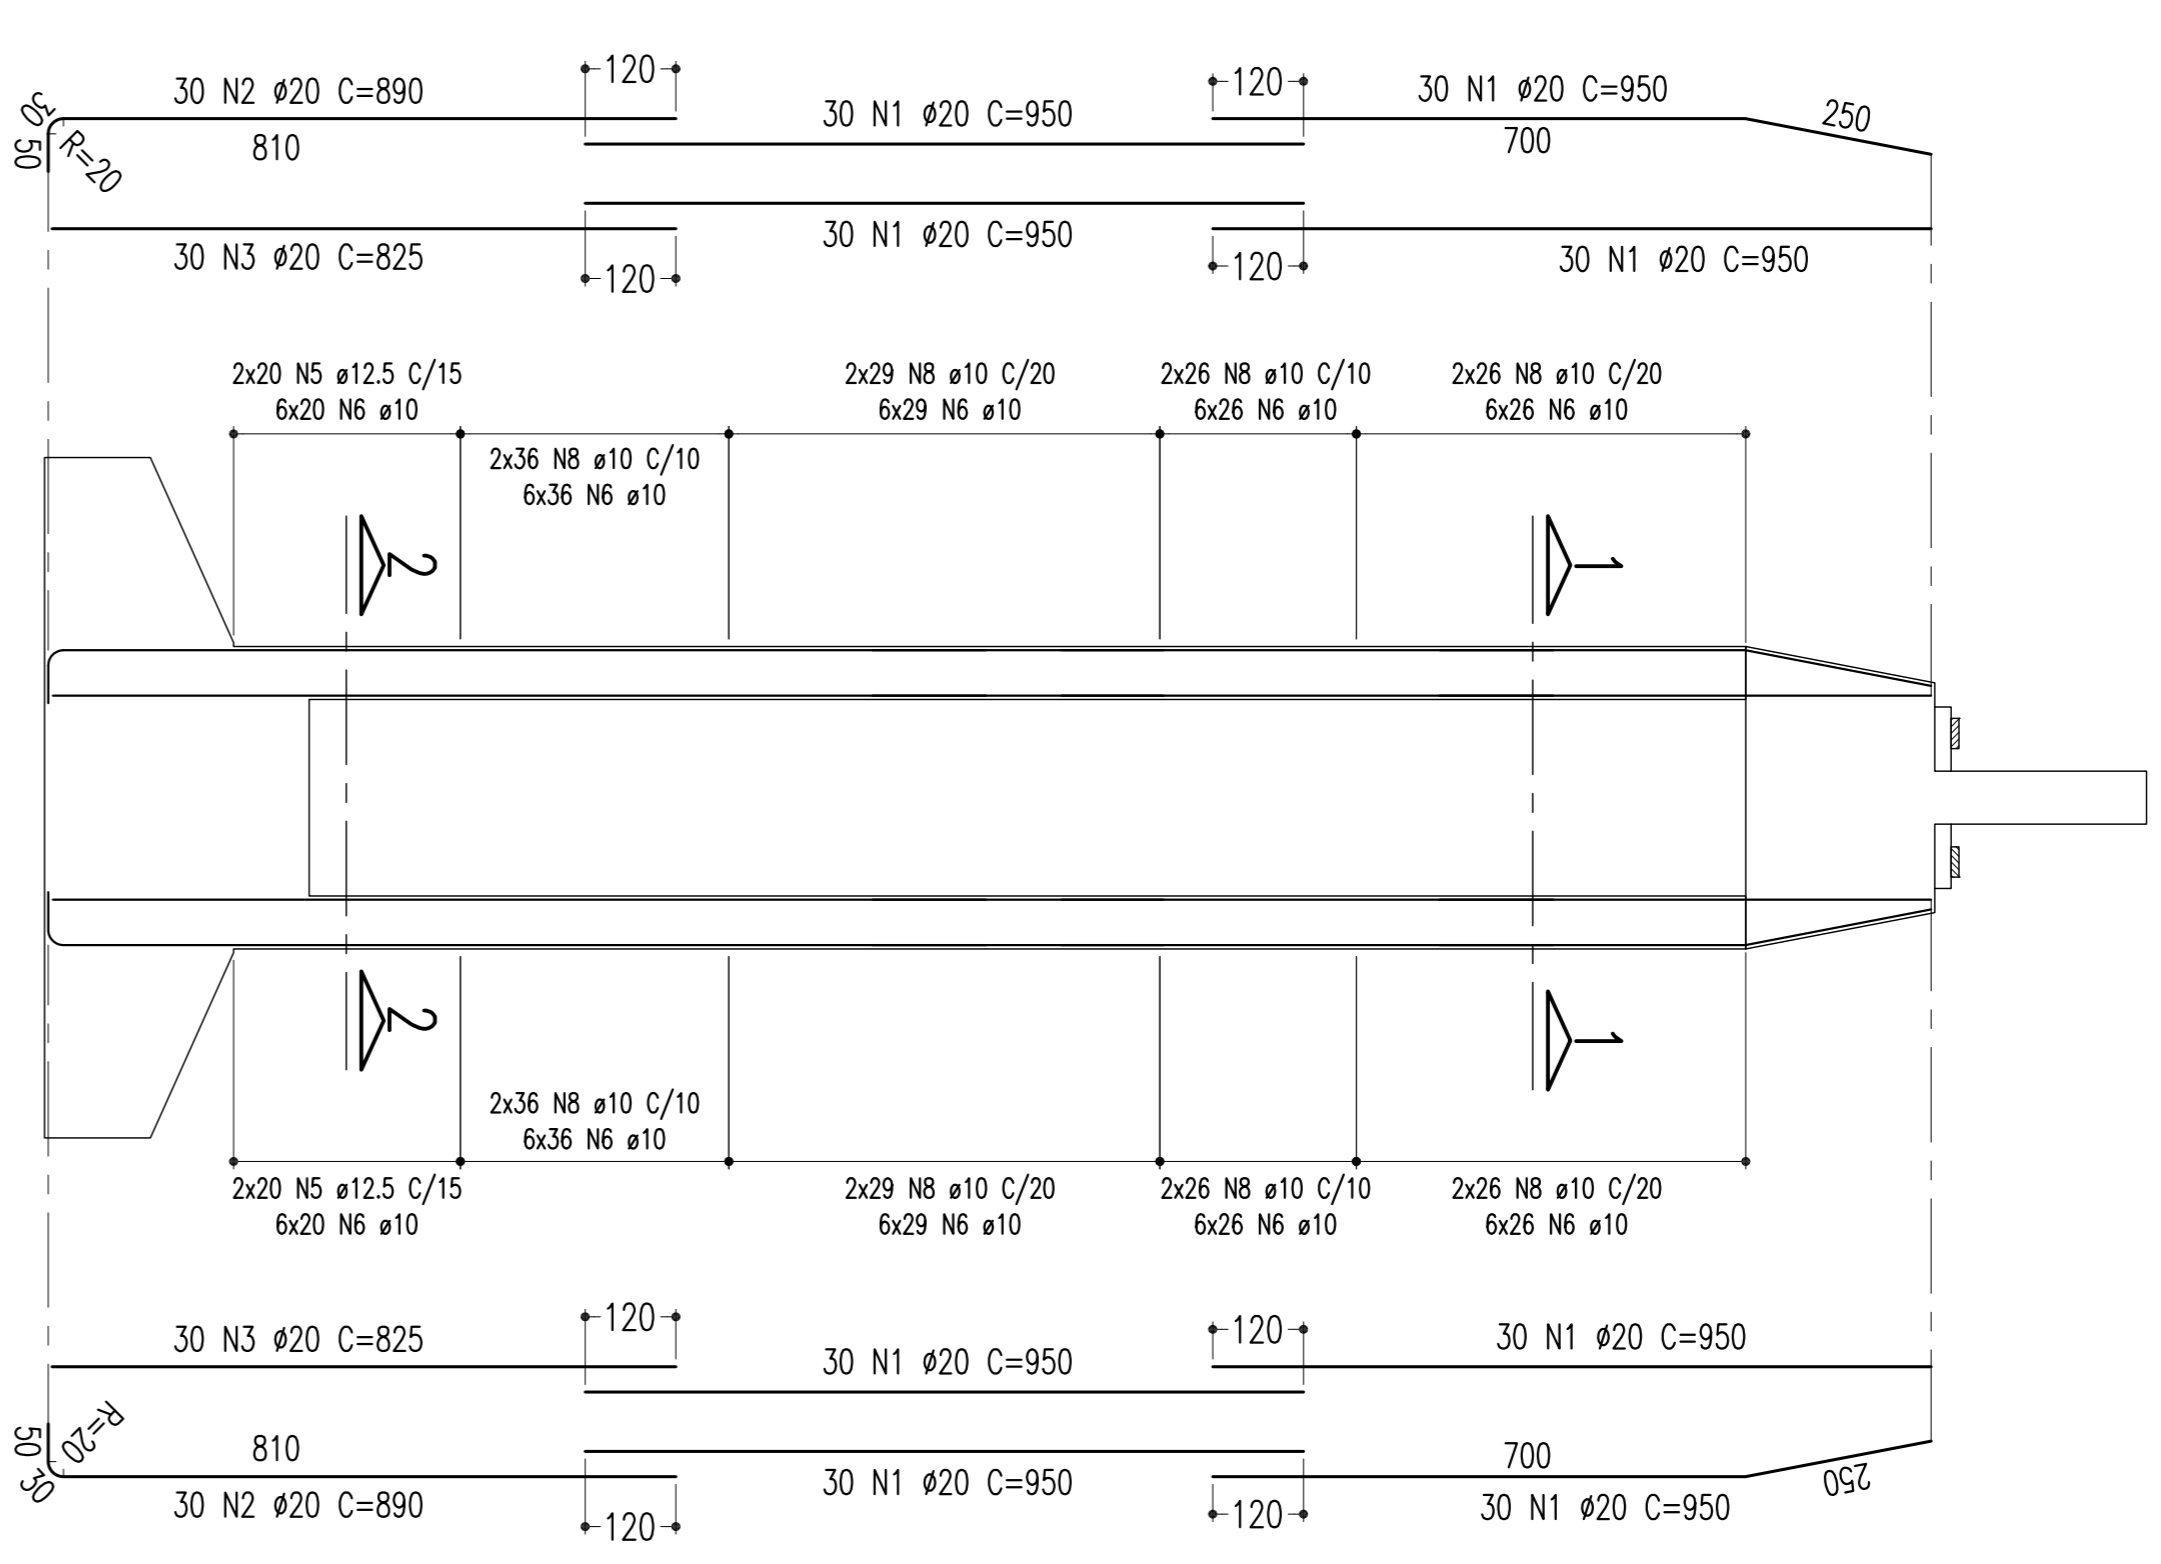 120
30 N2 ø20 C=890
120
30 N1 ø20 C=950
30
30 N1 ø20 C=950
250
50
R=20
810
700
30 N3 ø20 C=825
30 N1 ø20 C=950
30 N1 ø20 C=950
120
120
2x20 N5 ø12.5 C/15
6x20 N6 ø10
2x29 N8 ø10 C/20
6x29 N6 ø10
2x26 N8 ø10 C/10
6x26 N6 ø10
2x26 N8 ø10 C/20
6x26 N6 ø10
2x36 N8 ø10 C/10
6x36 N6 ø10
2
1
2
1
2x36 N8 ø10 C/10
6x36 N6 ø10
2x20 N5 ø12.5 C/15
6x20 N6 ø10
2x29 N8 ø10 C/20
6x29 N6 ø10
2x26 N8 ø10 C/10
6x26 N6 ø10
2x26 N8 ø10 C/20
6x26 N6 ø10
120
120
30 N3 ø20 C=825
30 N1 ø20 C=950
30 N1 ø20 C=950
R=20
50
30
810
700
250
30 N2 ø20 C=890
30 N1 ø20 C=950
30 N1 ø20 C=950
120
120